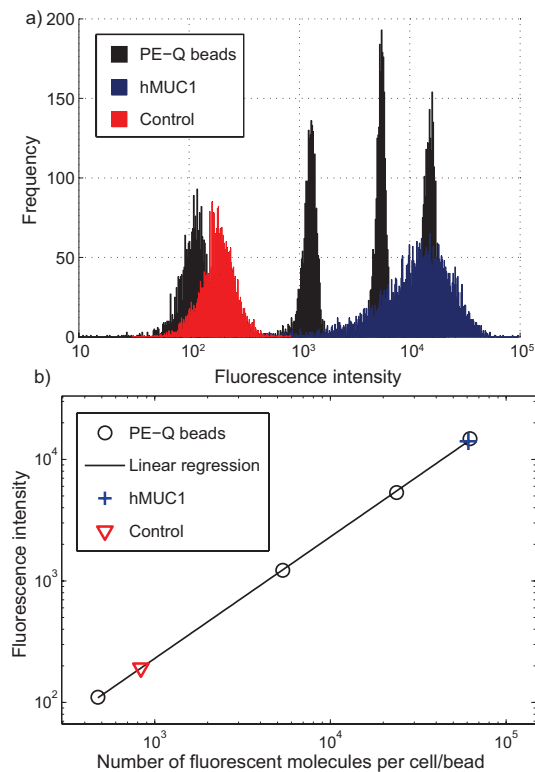 a)
200
150
100
50
0
Frequency
PE-Q beads
hMUC1
Control
10
10²
10³
10⁴
10⁵
Fluorescence intensity
b)
10⁴
10³
10²
Fluorescence intensity
PE-Q beads
Linear regression
hMUC1
Control
10³
10⁴
10⁵
Number of fluorescent molecules per cell/bead